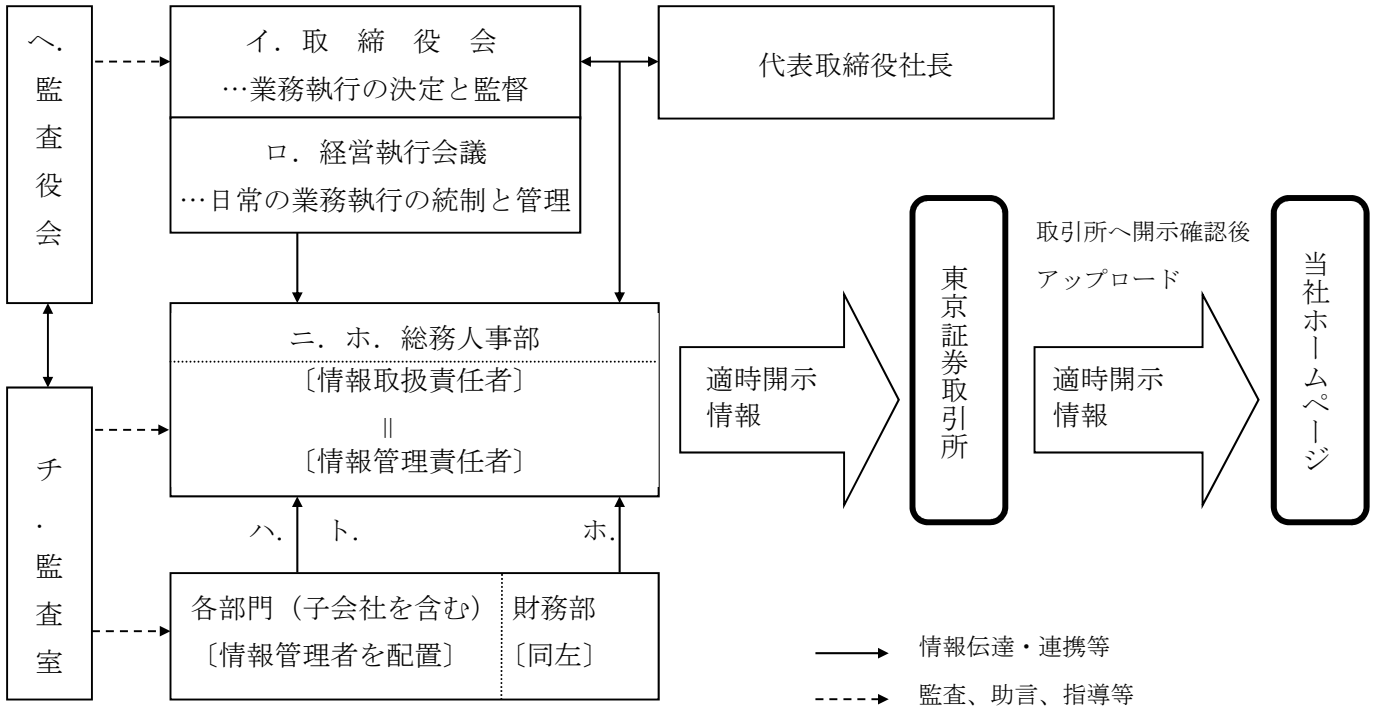 ヘ．監査役会
イ．取　締　役　会
…業務執行の決定と監督
代表取締役社長
ロ．経営執行会議
…日常の業務執行の統制と管理
ニ．ホ．総務人事部
〔情報取扱責任者〕
＝
〔情報管理責任者〕
適時開示
情報
東京証券取引所
取引所へ開示確認後
アップロード
適時開示
情報
当社ホームページ
チ．監査室
ハ．　ト．
ホ．
各部門（子会社を含む）
〔情報管理者を配置〕
財務部
〔同左〕
情報伝達・連携等
監査、助言、指導等